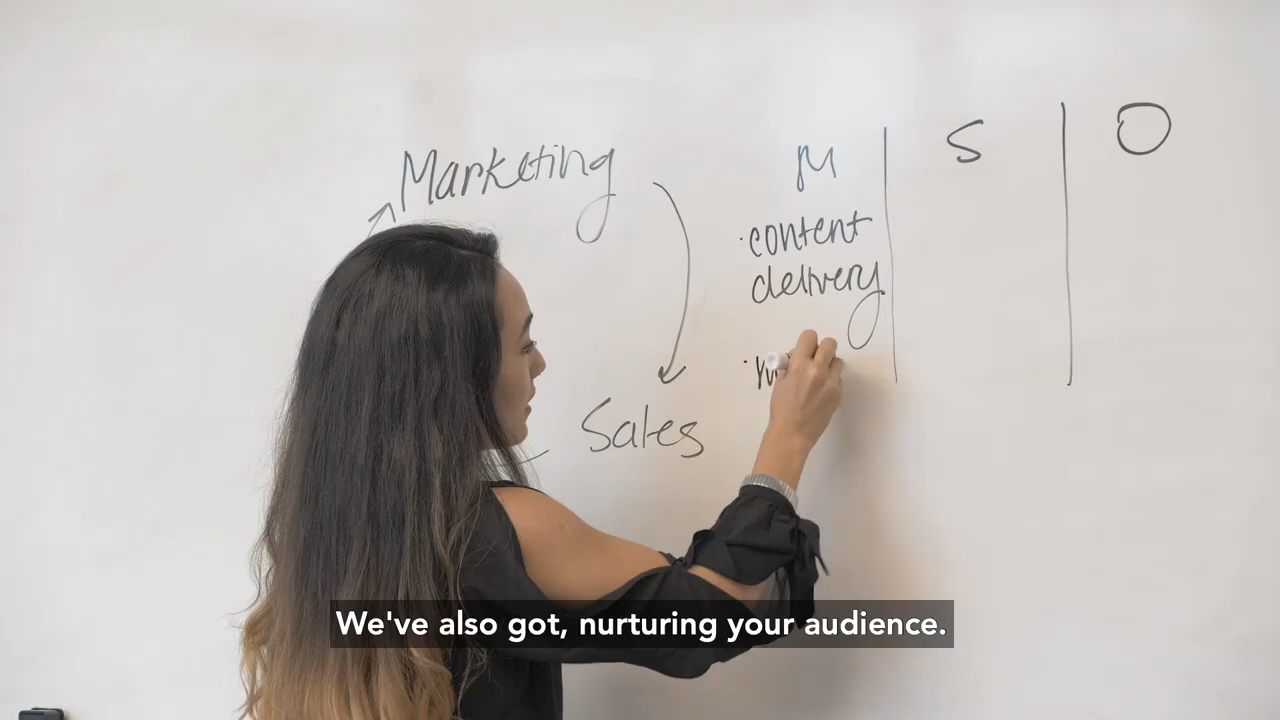 Marketing
Sales
M
S
O
·content
delivery
We've also got, nurturing your audience.